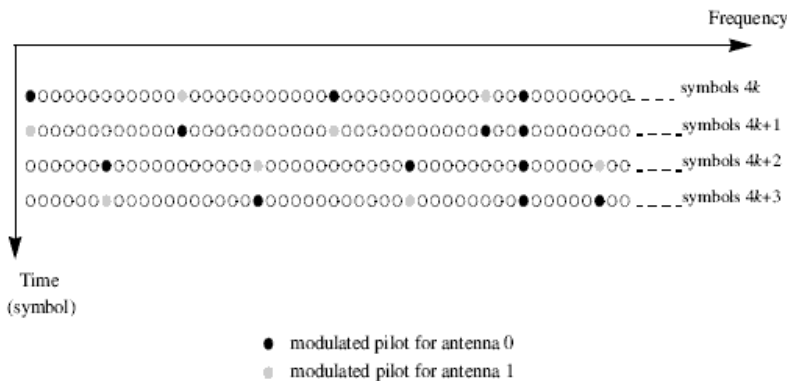 Frequency
symbols 4k
symbols 4k+1
symbols 4k+2
symbols 4k+3
Time
(symbol)
modulated pilot for antenna 0
modulated pilot for antenna 1